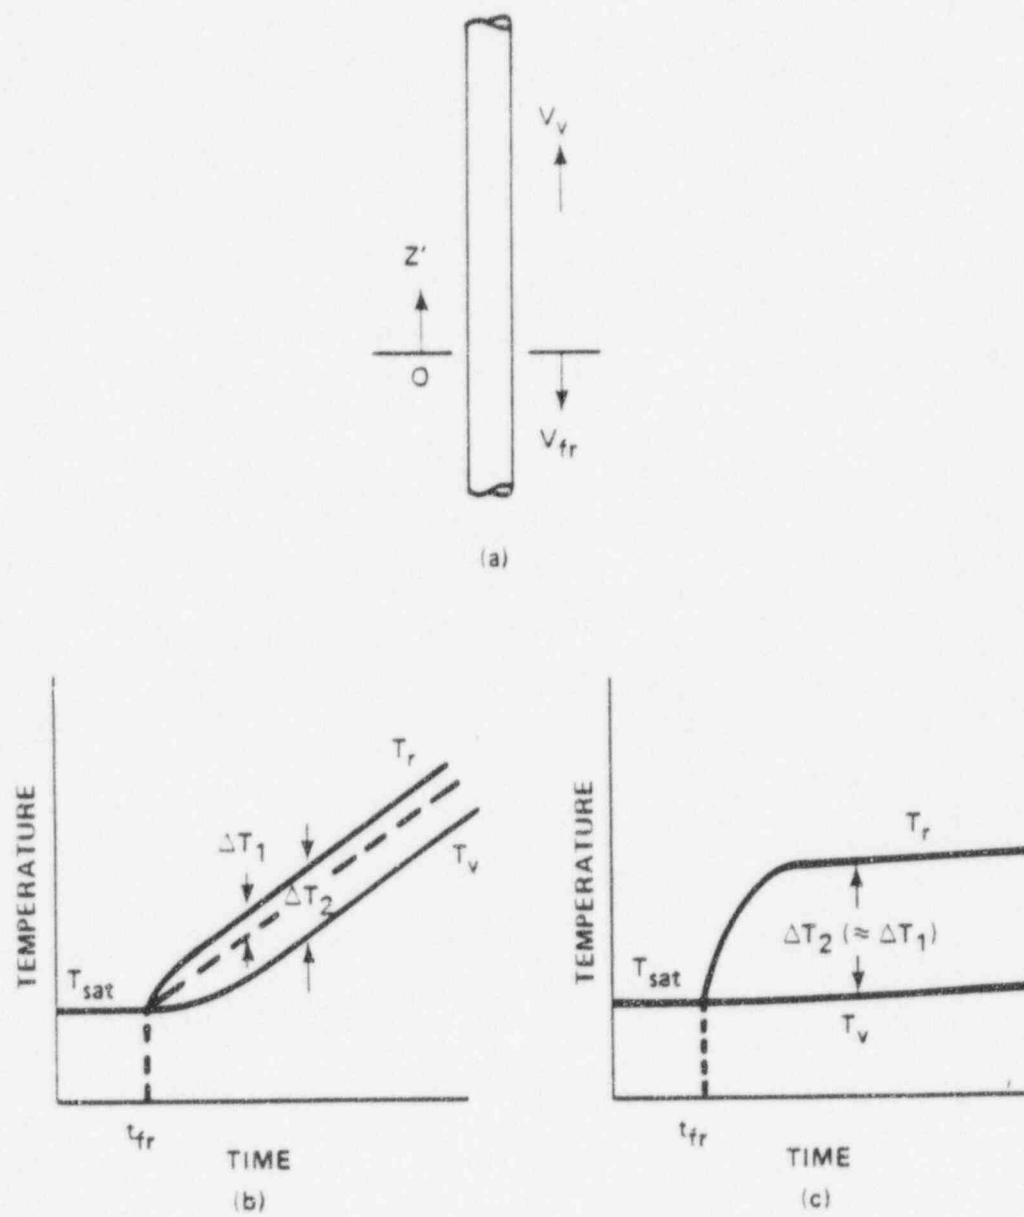 V_v
Z'
O
V_fr
(a)
TEMPERATURE
T_r
ΔT_1
T_v
ΔT_2
T_sat
t_fr
TIME
(b)
TEMPERATURE
T_r
ΔT_2 (≈ ΔT_1)
T_sat
T_v
t_fr
TIME
(c)